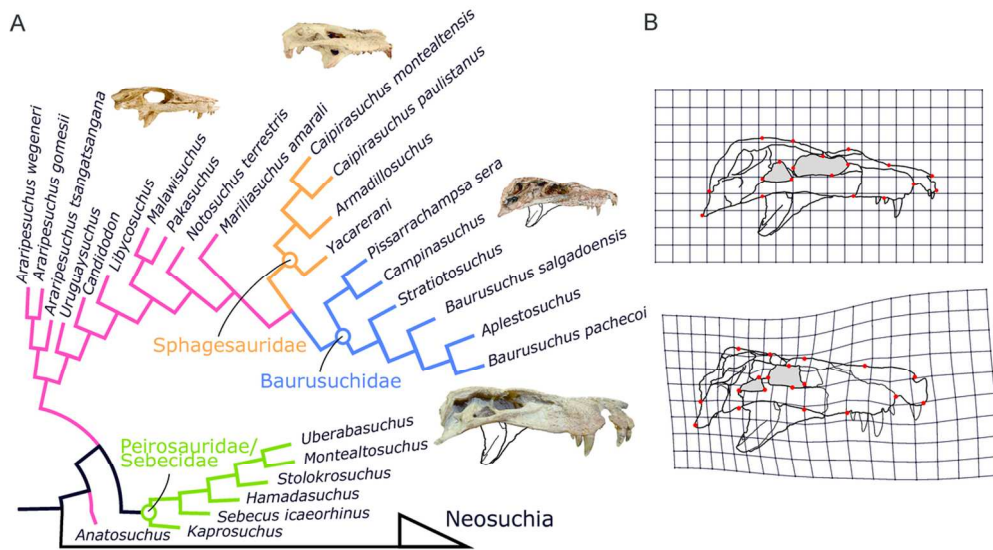 A
B
Araripesuchus wegeneri
Araripesuchus gomesii
Araripesuchus tsangatsangana
Uruguaysuchus
Candidodon
Libycosuchus
Malawisuchus
Pakasuchus
Notosuchus terrestris
Mariliasuchus amarali
Caipirasuchus montealtensis
Caipirasuchus paulistanus
Armadillosuchus
Yacarerani
Pissarrachampsa sera
Campinasuchus
Stratiotosuchus
Baurusuchus salgadoensis
Aplestosuchus
Baurusuchus pachecoi
Sphagesauridae
Baurusuchidae
Peirosauridae/
Sebecidae
Uberabasuchus
Montealtosuchus
Stolokrosuchus
Hamadasuchus
Sebecus icaeorhinus
Kaprosuchus
Anatosuchus
Neosuchia